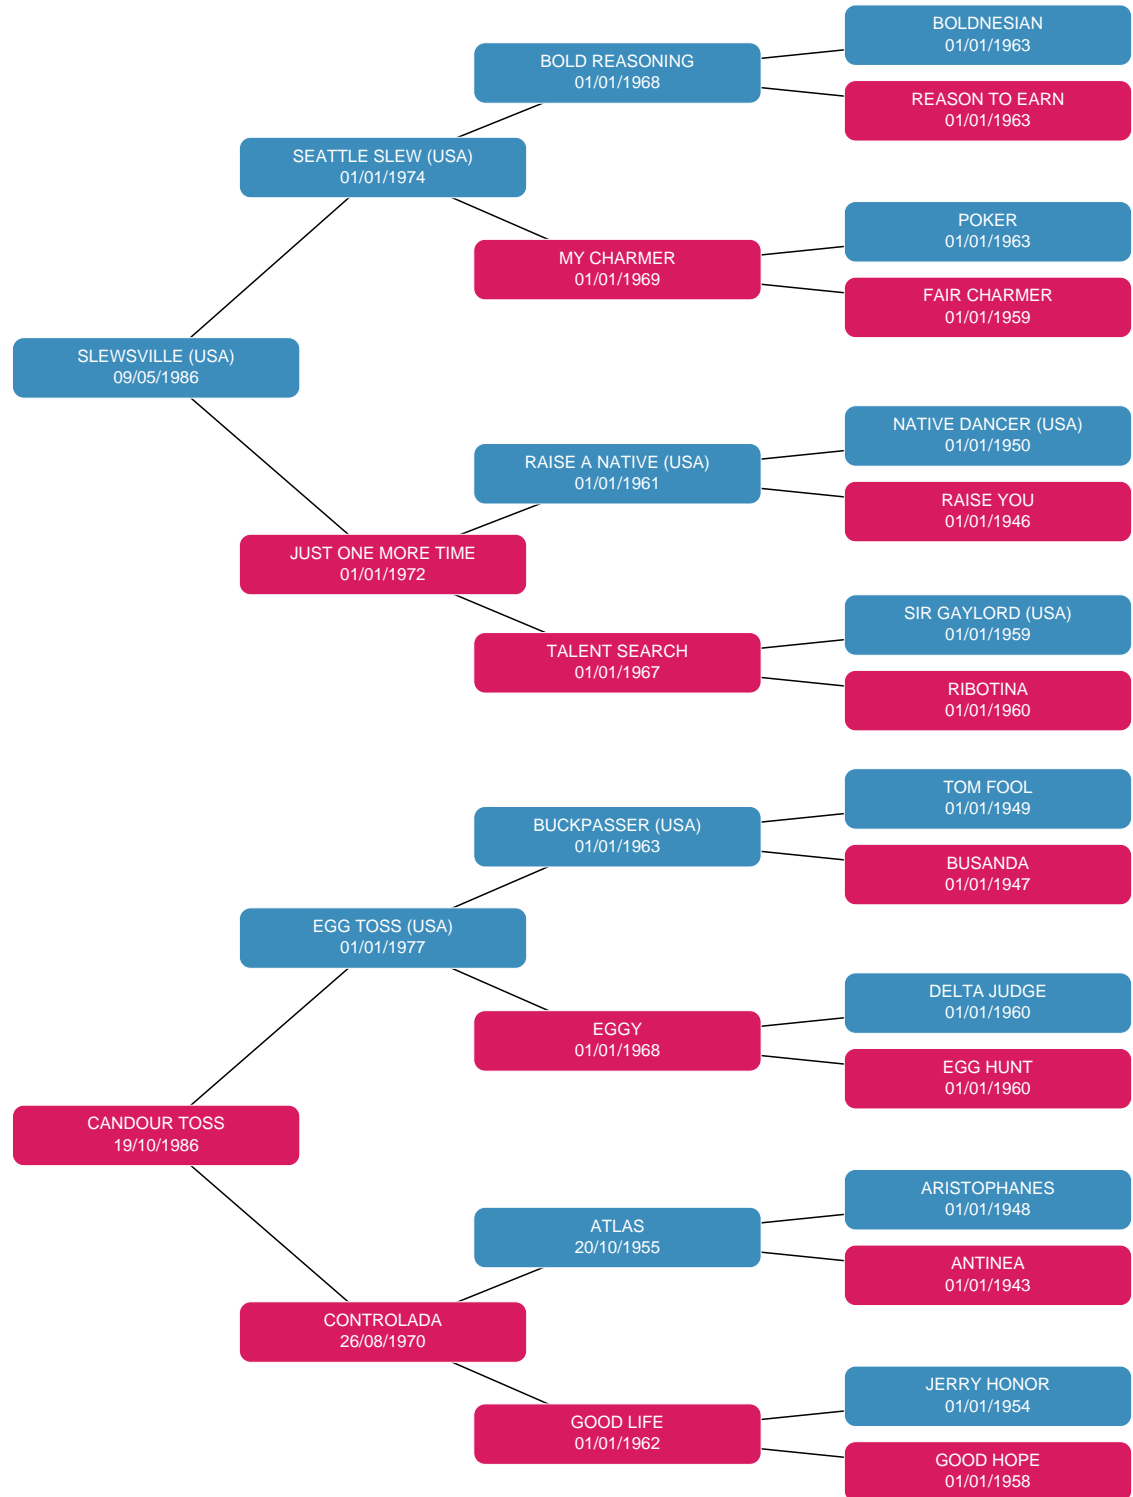 BOLDNESIAN
01/01/1963
BOLD REASONING
01/01/1968
REASON TO EARN
01/01/1963
SEATTLE SLEW (USA)
01/01/1974
POKER
01/01/1963
MY CHARMER
01/01/1969
FAIR CHARMER
01/01/1959
SLEWSVILLE (USA)
09/05/1986
NATIVE DANCER (USA)
01/01/1950
RAISE A NATIVE (USA)
01/01/1961
RAISE YOU
01/01/1946
JUST ONE MORE TIME
01/01/1972
SIR GAYLORD (USA)
01/01/1959
TALENT SEARCH
01/01/1967
RIBOTINA
01/01/1960
TOM FOOL
01/01/1949
BUCKPASSER (USA)
01/01/1963
BUSANDA
01/01/1947
EGG TOSS (USA)
01/01/1977
DELTA JUDGE
01/01/1960
EGGY
01/01/1968
EGG HUNT
01/01/1960
CANDOUR TOSS
19/10/1986
ARISTOPHANES
01/01/1948
ATLAS
20/10/1955
ANTINEA
01/01/1943
CONTROLADA
26/08/1970
JERRY HONOR
01/01/1954
GOOD LIFE
01/01/1962
GOOD HOPE
01/01/1958